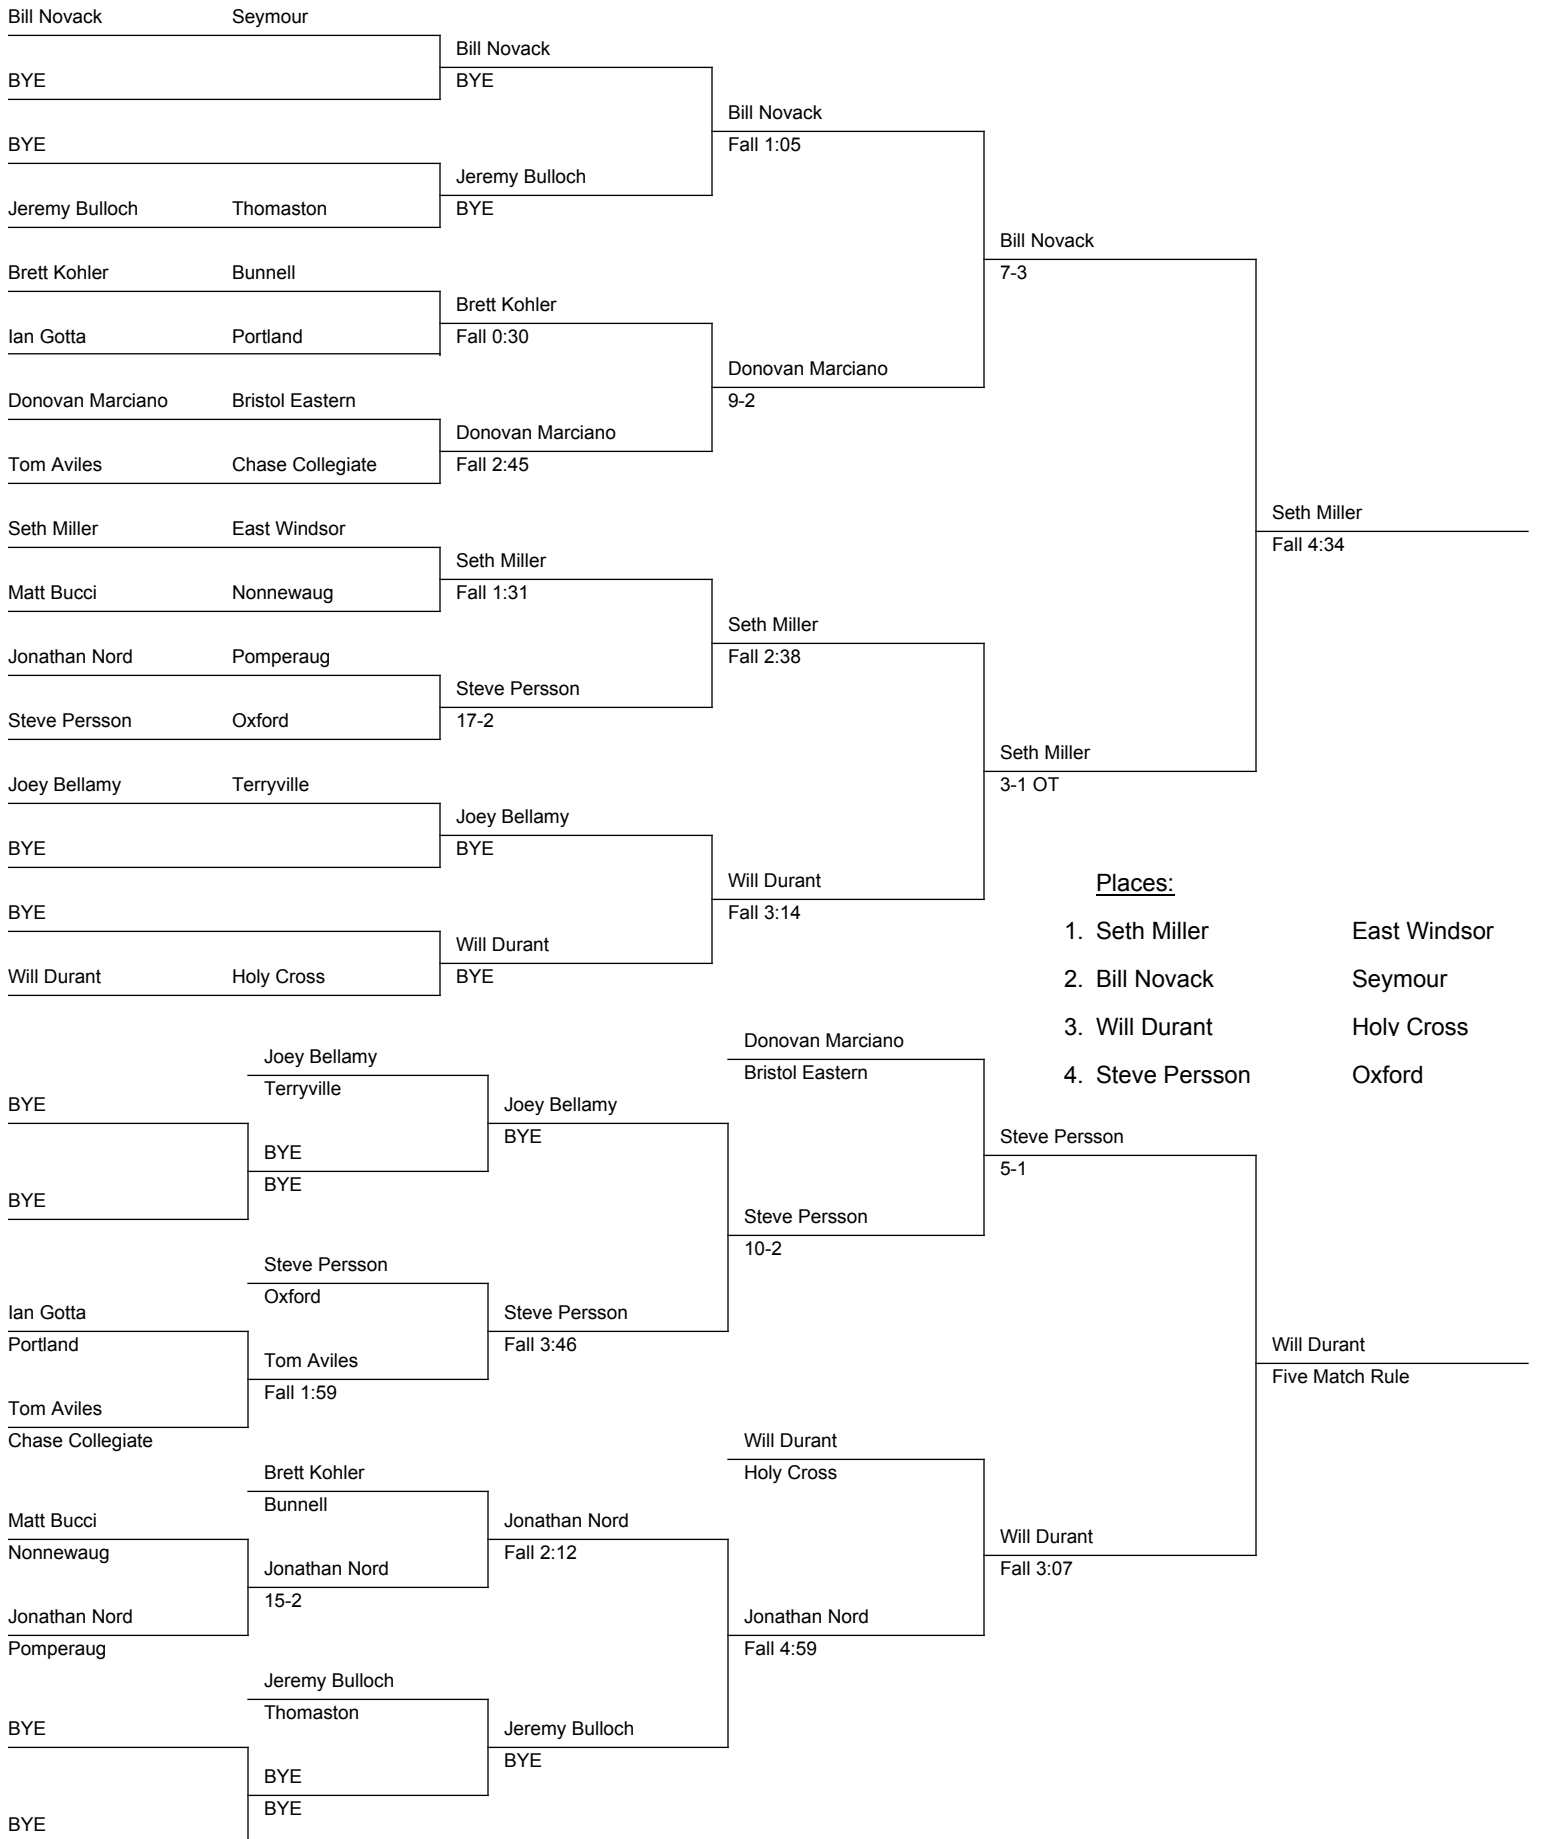 Bill Novack Seymour
Bill Novack
BYE BYE
Bill Novack
BYE Fall 1:05
Jeremy Bulloch
Jeremy Bulloch Thomaston BYE
Bill Novack
Brett Kohler Bunnell 7-3
Brett Kohler
Ian Gotta Portland Fall 0:30
Donovan Marciano
Donovan Marciano Bristol Eastern 9-2
Donovan Marciano
Tom Aviles Chase Collegiate Fall 2:45
Seth Miller
Seth Miller East Windsor Fall 4:34
Seth Miller
Matt Bucci Nonnewaug Fall 1:31
Seth Miller
Jonathan Nord Pomperaug Fall 2:38
Steve Persson
Steve Persson Oxford 17-2
Seth Miller
Joey Bellamy Terryville 3-1 OT
Joey Bellamy
BYE BYE
Will Durant Places:
BYE Fall 3:14
1. Seth Miller East Windsor
Will Durant
Will Durant Holy Cross BYE
2. Bill Novack Seymour
3. Will Durant Holy Cross
Donovan Marciano
Joey Bellamy Bristol Eastern
4. Steve Persson Oxford
Terryville
BYE Joey Bellamy
BYE Steve Persson
BYE 5-1
BYE
BYE
Steve Persson
10-2
Steve Persson
Oxford
Ian Gotta Steve Persson
Portland Fall 3:46 Will Durant
Tom Aviles Five Match Rule
Fall 1:59
Tom Aviles
Chase Collegiate Will Durant
Brett Kohler Holy Cross
Bunnell
Matt Bucci Jonathan Nord
Nonnewaug Fall 2:12 Will Durant
Jonathan Nord Fall 3:07
15-2
Jonathan Nord Jonathan Nord
Pomperaug Fall 4:59
Jeremy Bulloch
Thomaston
BYE Jeremy Bulloch
BYE
BYE
BYE
BYE